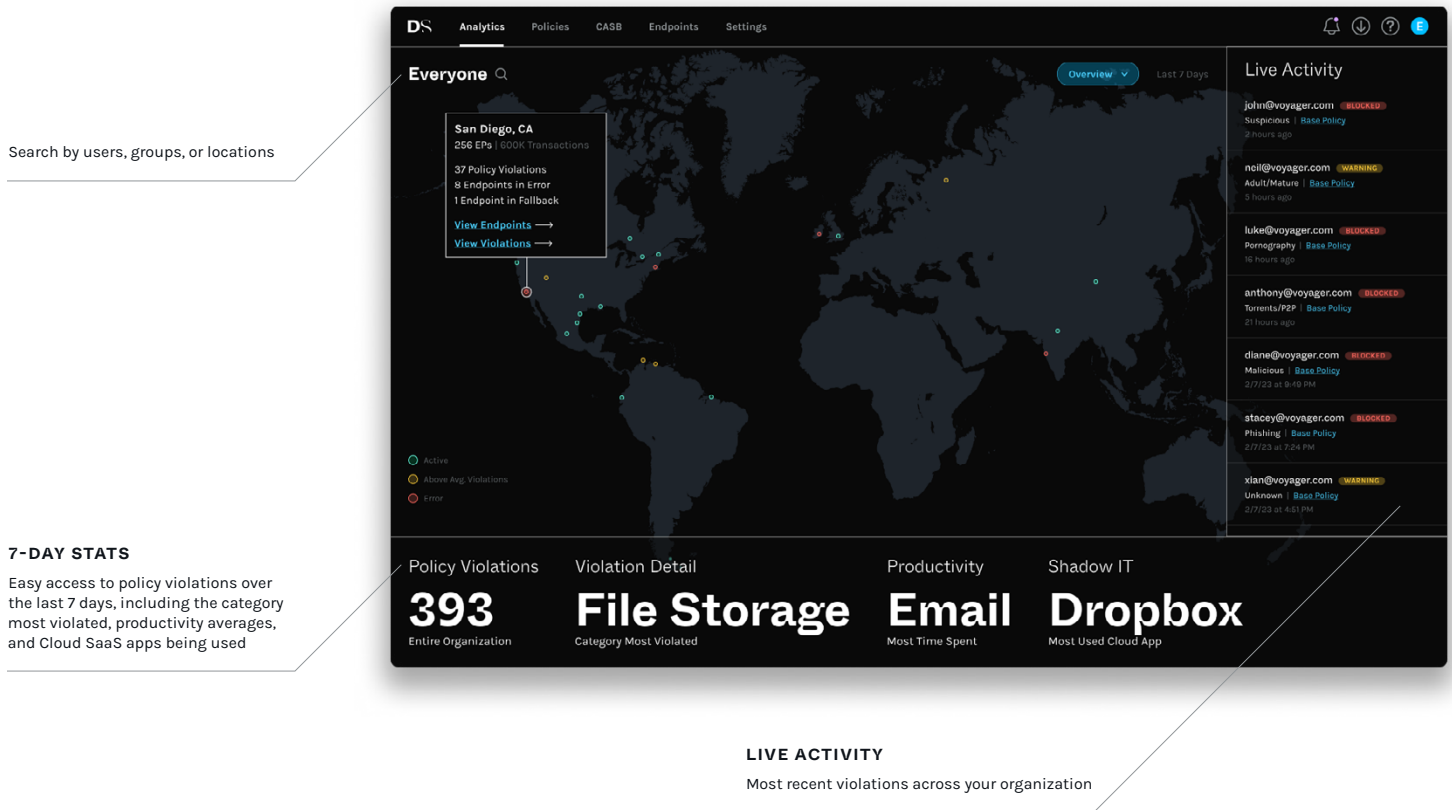 DS
Analytics
Policies
CASB
Endpoints
Settings
E
Everyone
Overview
Last 7 Days
Search by users, groups, or locations
San Diego, CA
256 EPs | 600K Transactions
37 Policy Violations
8 Endpoints in Error
1 Endpoint in Fallback
View Endpoints →
View Violations →
Active
Above Avg. Violations
Error
Live Activity
john@voyager.com BLOCKED
Suspicious | Base Policy
2 hours ago
neil@voyager.com WARNING
Adult/Mature | Base Policy
5 hours ago
luke@voyager.com BLOCKED
Pornography | Base Policy
16 hours ago
anthony@voyager.com BLOCKED
Torrents/P2P | Base Policy
21 hours ago
diane@voyager.com BLOCKED
Malicious | Base Policy
2/7/23 at 9:49 PM
stacey@voyager.com BLOCKED
Phishing | Base Policy
2/7/23 at 7:24 PM
xian@voyager.com WARNING
Unknown | Base Policy
2/7/23 at 4:51 PM
7-DAY STATS
Easy access to policy violations over
the last 7 days, including the category
most violated, productivity averages,
and Cloud SaaS apps being used
Policy Violations
393
Entire Organization
Violation Detail
File Storage
Category Most Violated
Productivity
Email
Most Time Spent
Shadow IT
Dropbox
Most Used Cloud App
LIVE ACTIVITY
Most recent violations across your organization